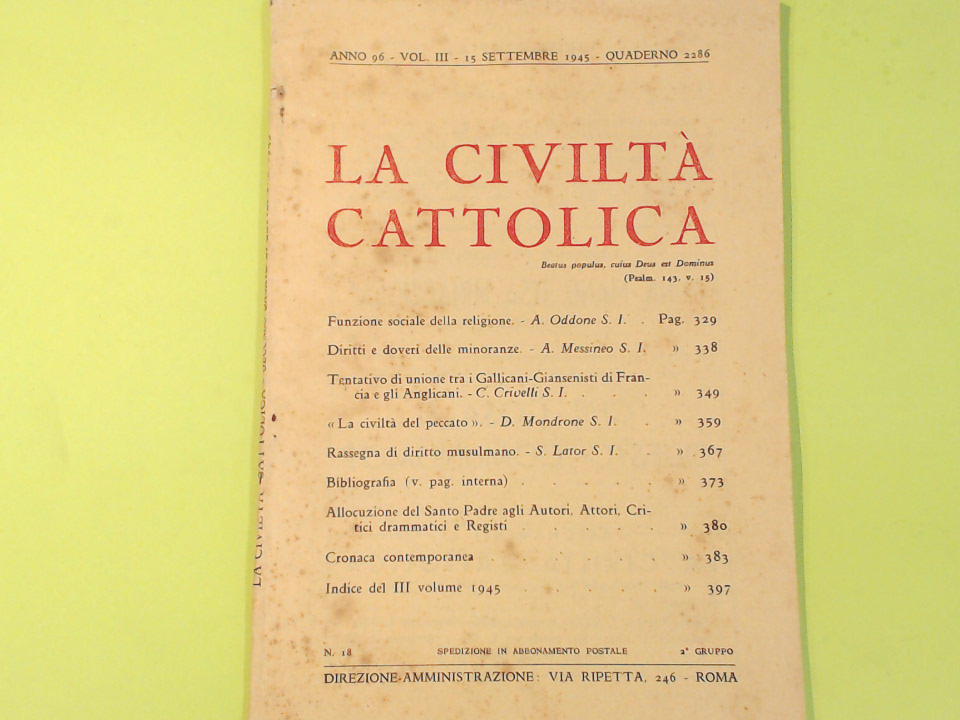 ANNO 96 - VOL. III - 15 SETTEMBRE 1945 - QUADERNO 2286
LA CIVILTÀ
CATTOLICA
Beatus populus, cuius Deus est Dominus
(Psalm. 143, v. 15)
Funzione sociale della religione. - A. Oddone S. I. . Pag. 329
Diritti e doveri delle minoranze. - A. Messineo S. I. » 338
Tentativo di unione tra i Gallicani-Giansenisti di Fran-
cia e gli Anglicani. - C. Crivelli S. I. . . . » 349
« La civiltà del peccato ». - D. Mondrone S. I. . » 359
Rassegna di diritto musulmano. - S. Lator S. I. . » 367
Bibliografia (v. pag. interna) . . . . . » 373
Allocuzione del Santo Padre agli Autori, Attori, Cri-
tici drammatici e Registi . . . . . » 380
Cronaca contemporanea . . . . . . » 383
Indice del III volume 1945 . . . . . » 397
N. 18 SPEDIZIONE IN ABBONAMENTO POSTALE 2° GRUPPO
DIREZIONE-AMMINISTRAZIONE: VIA RIPETTA, 246 - ROMA
LA CIVILTÀ CATTOLICA